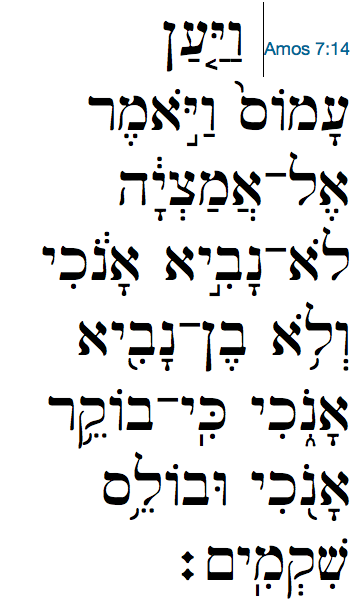 Amos 7:14 וַיַּ֤עַן
עָמוֹס֙ וַיֹּ֣אמֶר
אֶל־אֲמַצְיָ֔ה
לֹא־נָבִ֣יא אָנֹ֔כִי
וְלֹ֥א בֶן־נָבִ֖יא
אָנֹ֑כִי כִּֽי־בוֹקֵ֥ר
אָנֹ֖כִי וּבוֹלֵ֥ס
שִׁקְמִֽים׃